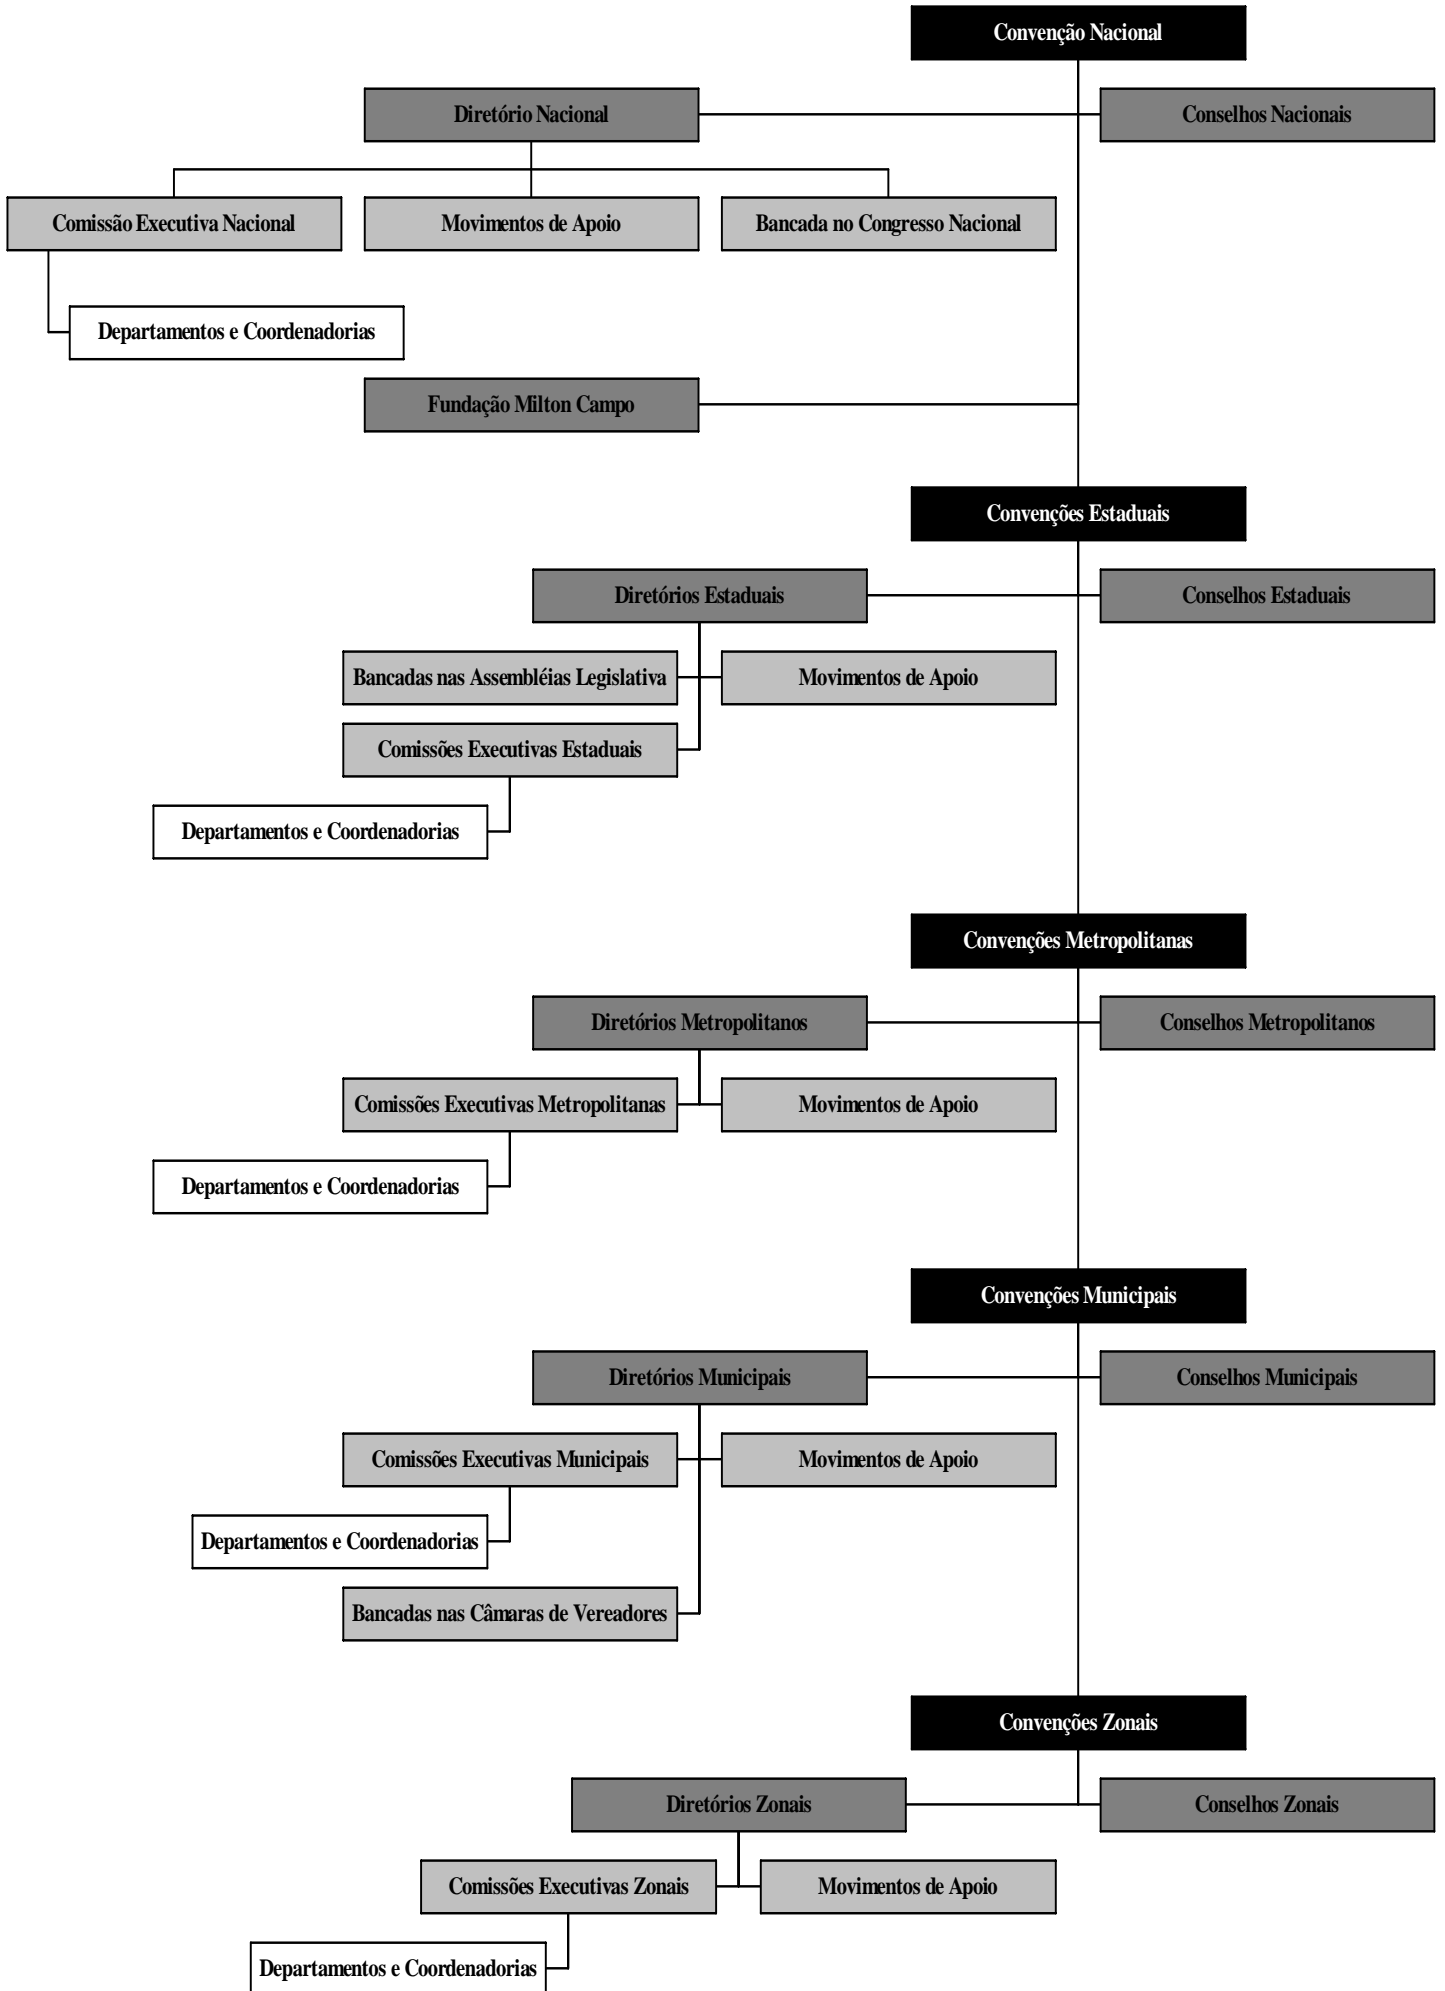 Convenção Nacional
Diretório Nacional
Conselhos Nacionais
Comissão Executiva Nacional
Movimentos de Apoio
Bancada no Congresso Nacional
Departamentos e Coordenadorias
Fundação Milton Campo
Convenções Estaduais
Diretórios Estaduais
Conselhos Estaduais
Bancadas nas Assembléias Legislativa
Movimentos de Apoio
Comissões Executivas Estaduais
Departamentos e Coordenadorias
Convenções Metropolitanas
Diretórios Metropolitanos
Conselhos Metropolitanos
Comissões Executivas Metropolitanas
Movimentos de Apoio
Departamentos e Coordenadorias
Convenções Municipais
Diretórios Municipais
Conselhos Municipais
Comissões Executivas Municipais
Movimentos de Apoio
Departamentos e Coordenadorias
Bancadas nas Câmaras de Vereadores
Convenções Zonais
Diretórios Zonais
Conselhos Zonais
Comissões Executivas Zonais
Movimentos de Apoio
Departamentos e Coordenadorias